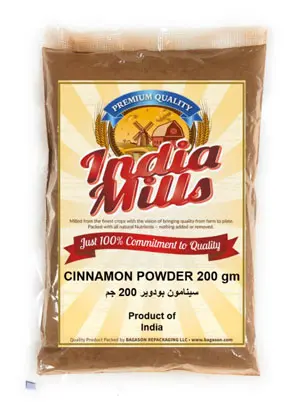 PREMIUM QUALITY
India
Mills
Milled from the finest crops with the vision of bringing quality from farm to plate.
Packed with all natural Nutrients – nothing added or removed.
Just 100% Commitment to Quality
CINNAMON POWDER 200 gm
سينامون بودوير 200 جم
Product of
India
Quality Product Packed by BAGASON REPACKAGING LLC • www.bagason.com